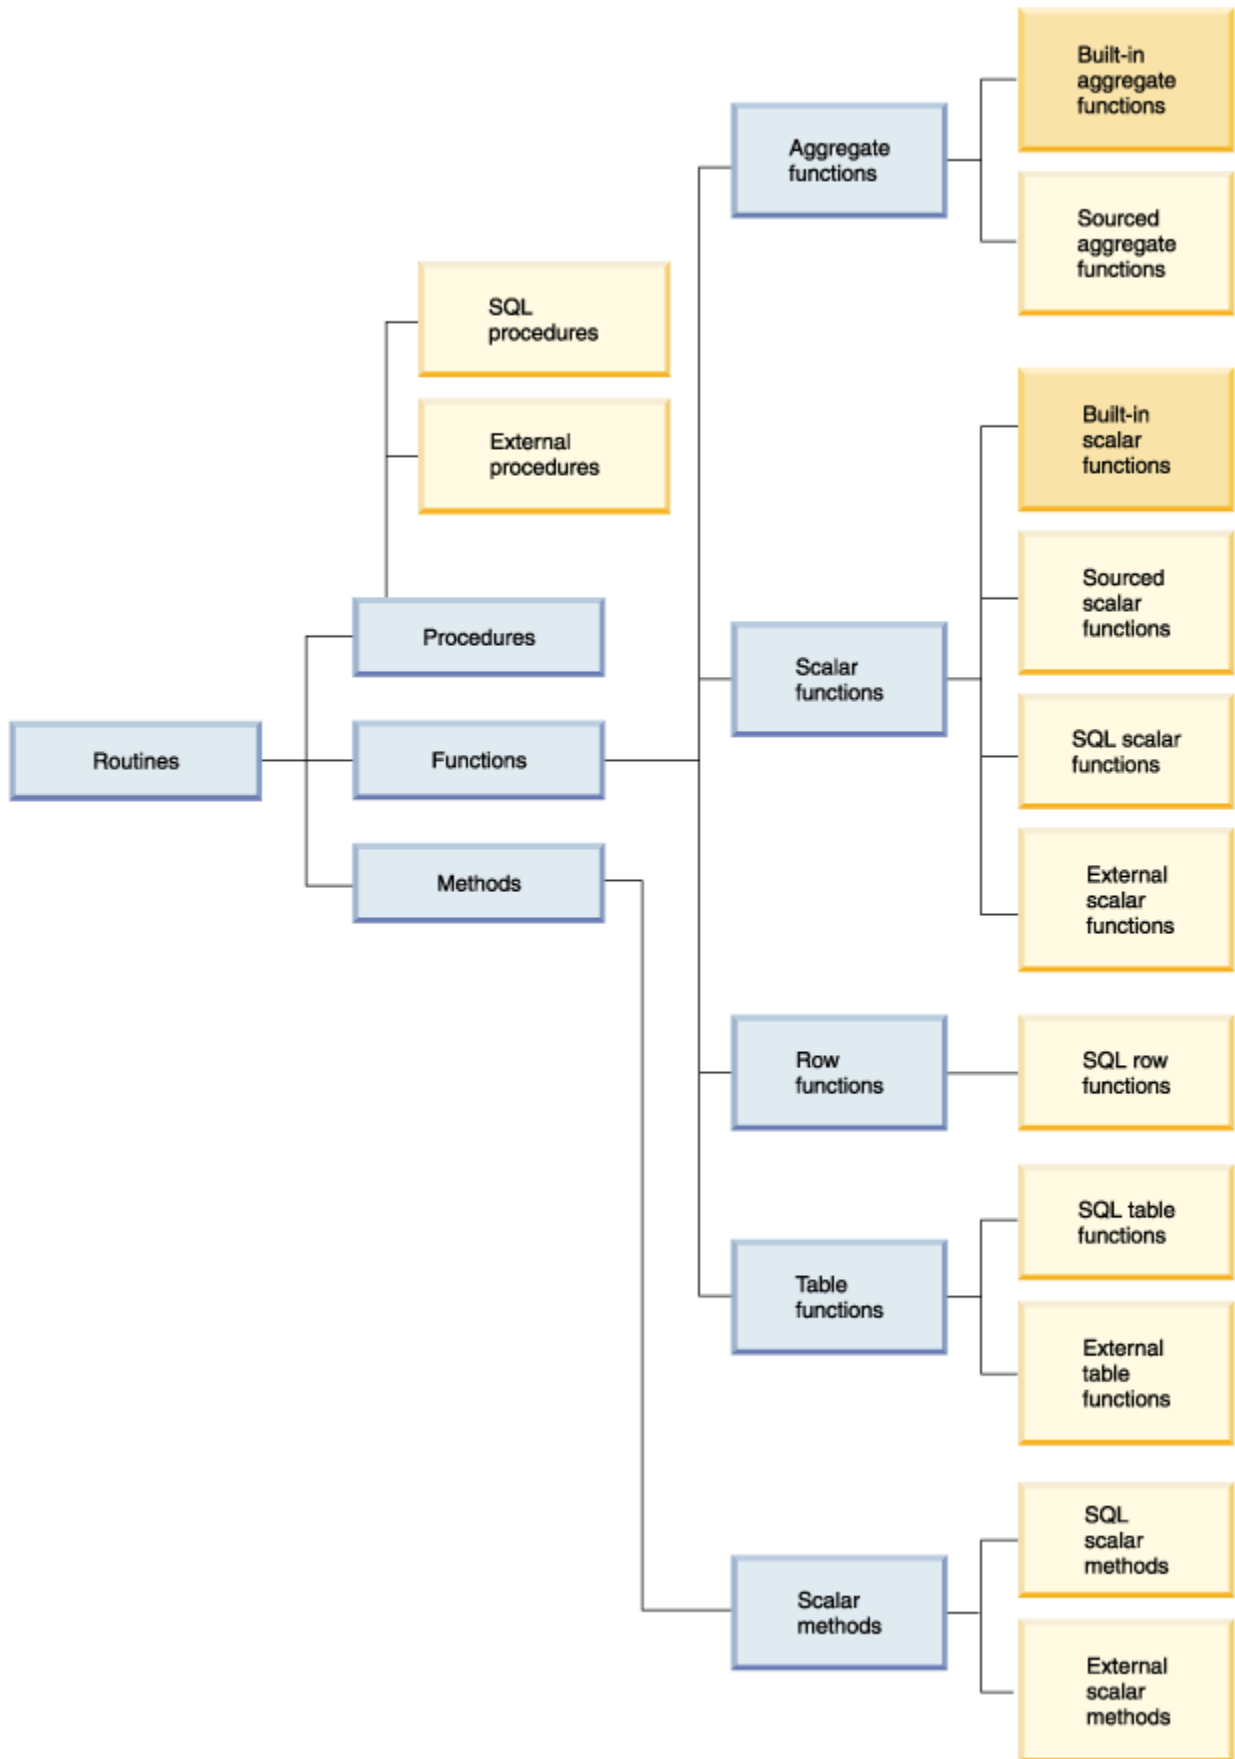 Built-in
aggregate
functions
Aggregate
functions
Sourced
aggregate
functions
SQL
procedures
External
procedures
Built-in
scalar
functions
Sourced
scalar
functions
Procedures
Scalar
functions
SQL scalar
functions
Routines
Functions
Methods
External
scalar
functions
Row
functions
SQL row
functions
SQL table
functions
Table
functions
External
table
functions
SQL
scalar
methods
Scalar
methods
External
scalar
methods